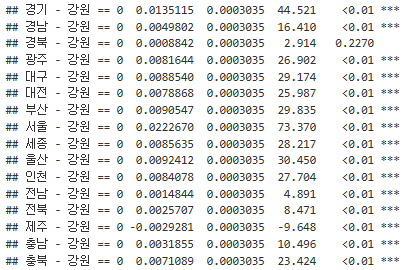 ## 경기 - 강원 == 0  0.0135115  0.0003035  44.521   <0.01 ***
## 경남 - 강원 == 0  0.0049802  0.0003035  16.410   <0.01 ***
## 경북 - 강원 == 0  0.0008842  0.0003035   2.914  0.2270
## 광주 - 강원 == 0  0.0081644  0.0003035  26.902   <0.01 ***
## 대구 - 강원 == 0  0.0088540  0.0003035  29.174   <0.01 ***
## 대전 - 강원 == 0  0.0078868  0.0003035  25.987   <0.01 ***
## 부산 - 강원 == 0  0.0090547  0.0003035  29.835   <0.01 ***
## 서울 - 강원 == 0  0.0222670  0.0003035  73.370   <0.01 ***
## 세종 - 강원 == 0  0.0085635  0.0003035  28.217   <0.01 ***
## 울산 - 강원 == 0  0.0092412  0.0003035  30.450   <0.01 ***
## 인천 - 강원 == 0  0.0084078  0.0003035  27.704   <0.01 ***
## 전남 - 강원 == 0  0.0014844  0.0003035   4.891   <0.01 ***
## 전북 - 강원 == 0  0.0025707  0.0003035   8.471   <0.01 ***
## 제주 - 강원 == 0 -0.0029281  0.0003035  -9.648   <0.01 ***
## 충남 - 강원 == 0  0.0031855  0.0003035  10.496   <0.01 ***
## 충북 - 강원 == 0  0.0071089  0.0003035  23.424   <0.01 ***